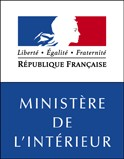 Liberté • Égalité • Fraternité
RÉPUBLIQUE FRANÇAISE
MINISTÈRE
DE
L'INTÉRIEUR